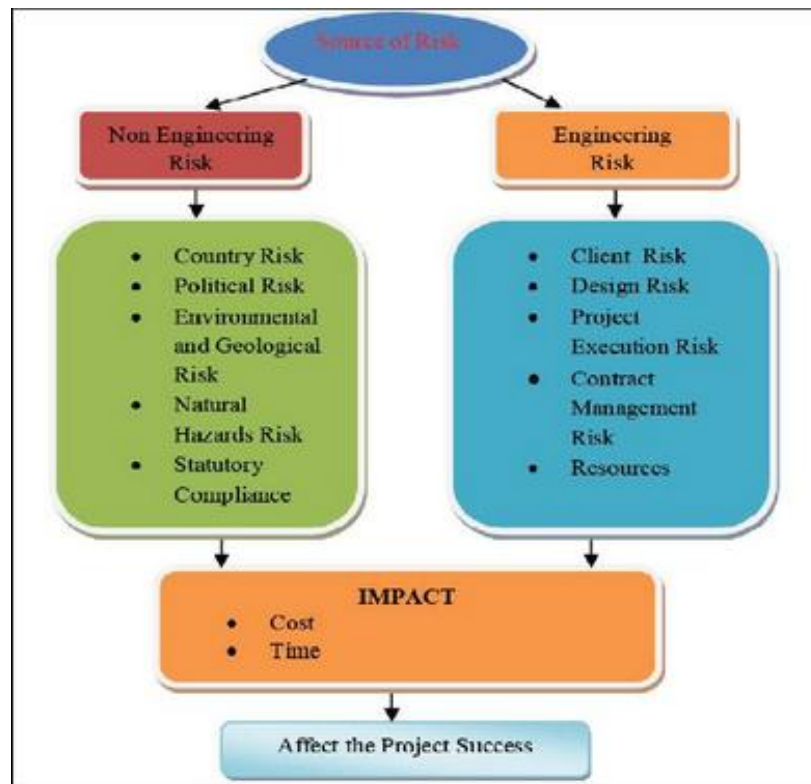 Source of Risk
Non Engineering
Risk
Engineering
Risk
• Country Risk
• Political Risk
• Environmental
and Geological
Risk
• Natural
Hazards Risk
• Statutory
Compliance
• Client Risk
• Design Risk
• Project
Execution Risk
• Contract
Management
Risk
• Resources
IMPACT
• Cost
• Time
Affect the Project Success